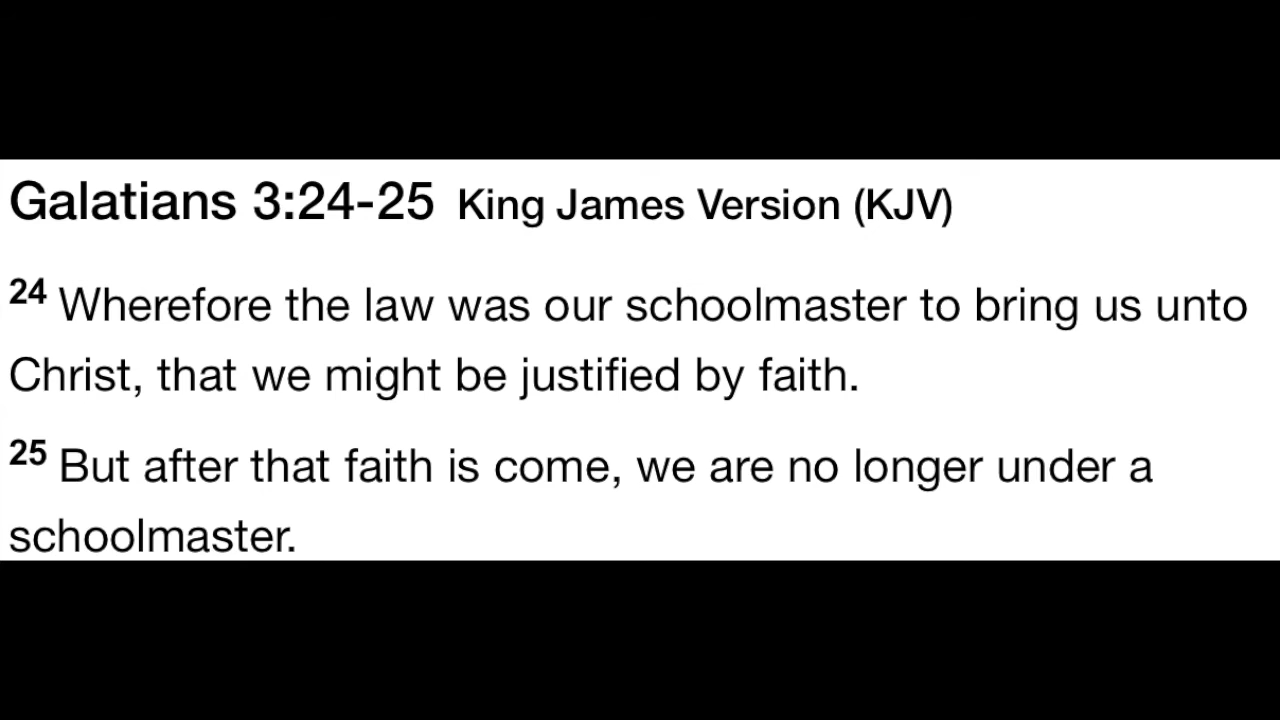 Galatians 3:24-25 King James Version (KJV)
24 Wherefore the law was our schoolmaster to bring us unto
Christ, that we might be justified by faith.
25 But after that faith is come, we are no longer under a
schoolmaster.